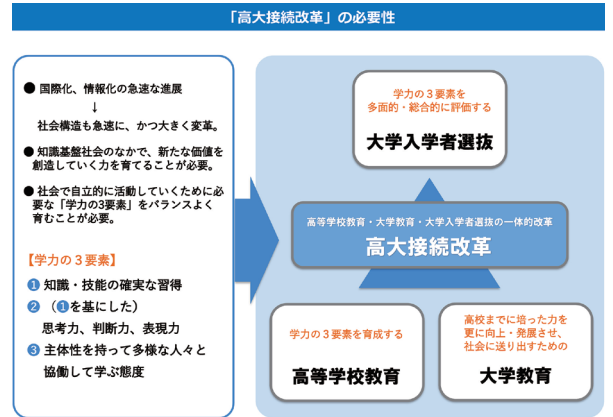 「高大接続改革」の必要性
● 国際化、情報化の急速な進展
↓
社会構造も急速に、かつ大きく変革。
● 知識基盤社会のなかで、新たな価値を
創造していく力を育てることが必要。
● 社会で自立的に活動していくために必
要な「学力の3要素」をバランスよく
育むことが必要。
【学力の３要素】
❶ 知識・技能の確実な習得
❷ （❶を基にした）
思考力、判断力、表現力
❸ 主体性を持って多様な人々と
協働して学ぶ態度
学力の３要素を
多面的・総合的に評価する
大学入学者選抜
高等学校教育・大学教育・大学入学者選抜の一体的改革
高大接続改革
学力の３要素を育成する
高等学校教育
高校までに培った力を
更に向上・発展させ、
社会に送り出すための
大学教育